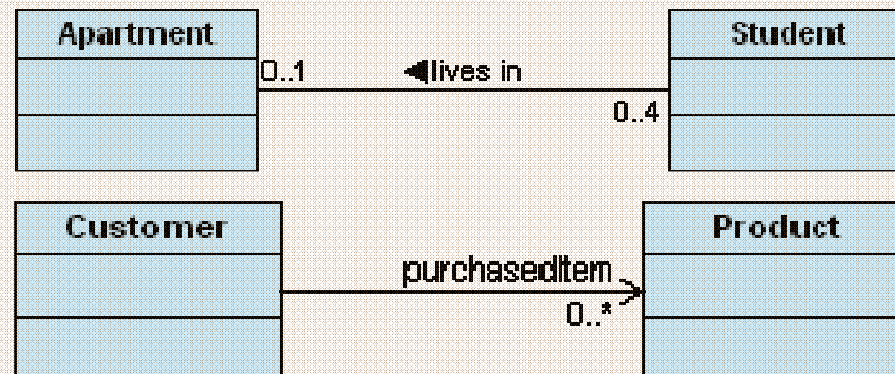 Apartment
Student
0..1
◀lives in
0..4
Customer
Product
purchasedItem
0..*